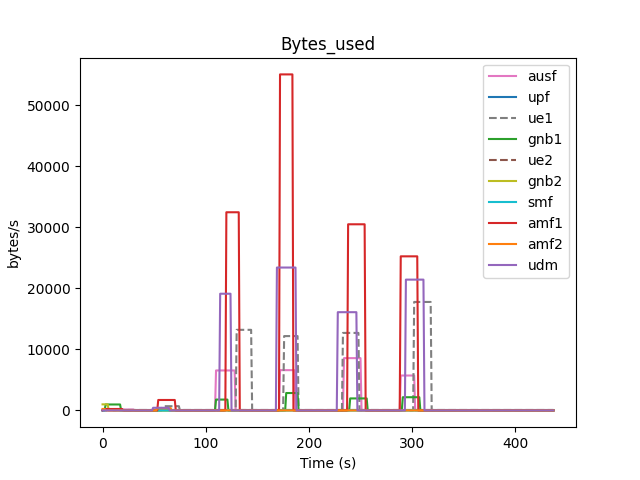 Bytes_used
ausf
upf
ue1
gnb1
ue2
gnb2
smf
amf1
amf2
udm
bytes/s
50000
40000
30000
20000
10000
0
0 100 200 300 400
Time (s)